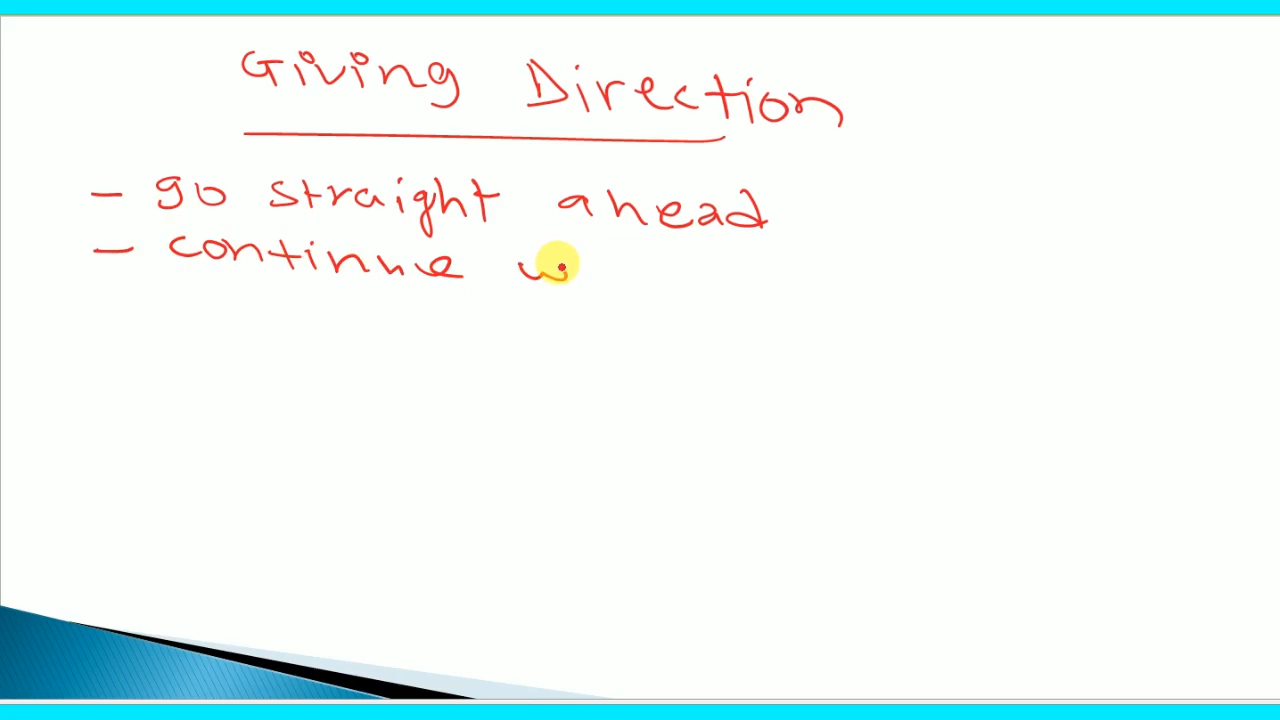 Giving Direction
- go straight ahead
- continue